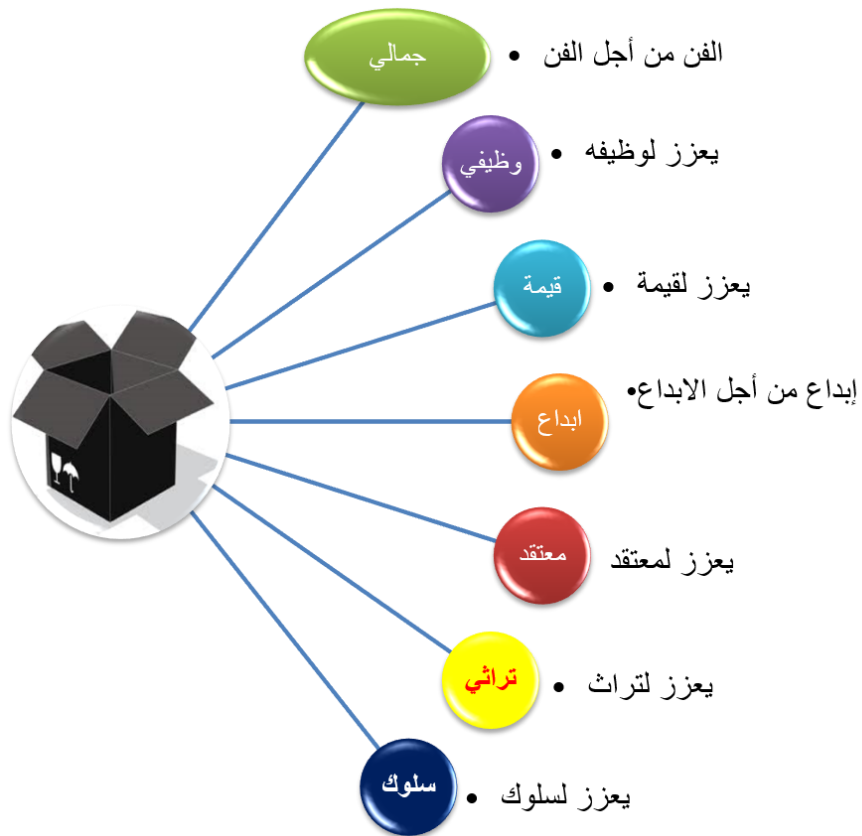 جمالي
• الفن من أجل الفن
وظيفي
• يعزز لوظيفه
قيمة
• يعزز لقيمة
ابداع
•إبداع من أجل الابداع
معتقد
يعزز لمعتقد
تراثي
• يعزز لتراث
سلوك
• يعزز لسلوك